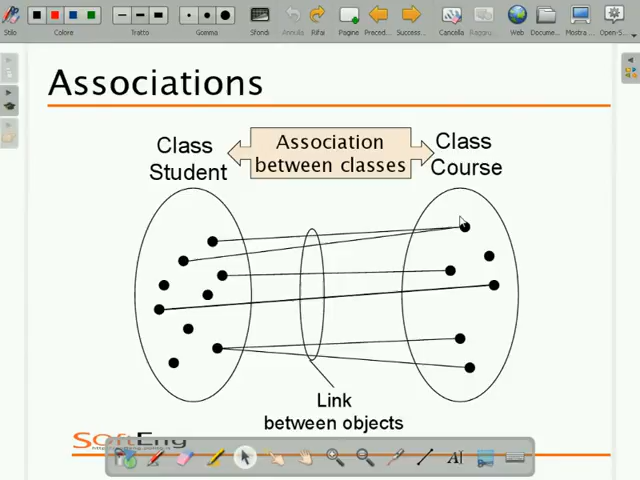 Stilo
Colore
Tratto
Gomma
Sfondi
Annulla
Rifai
Pagine
Preced...
Success...
Cancella
Raggru...
Web
Docume...
Mostra ...
Open-S...
Associations
Class
Student
Association
between classes
Class
Course
Link
between objects
SoftEng